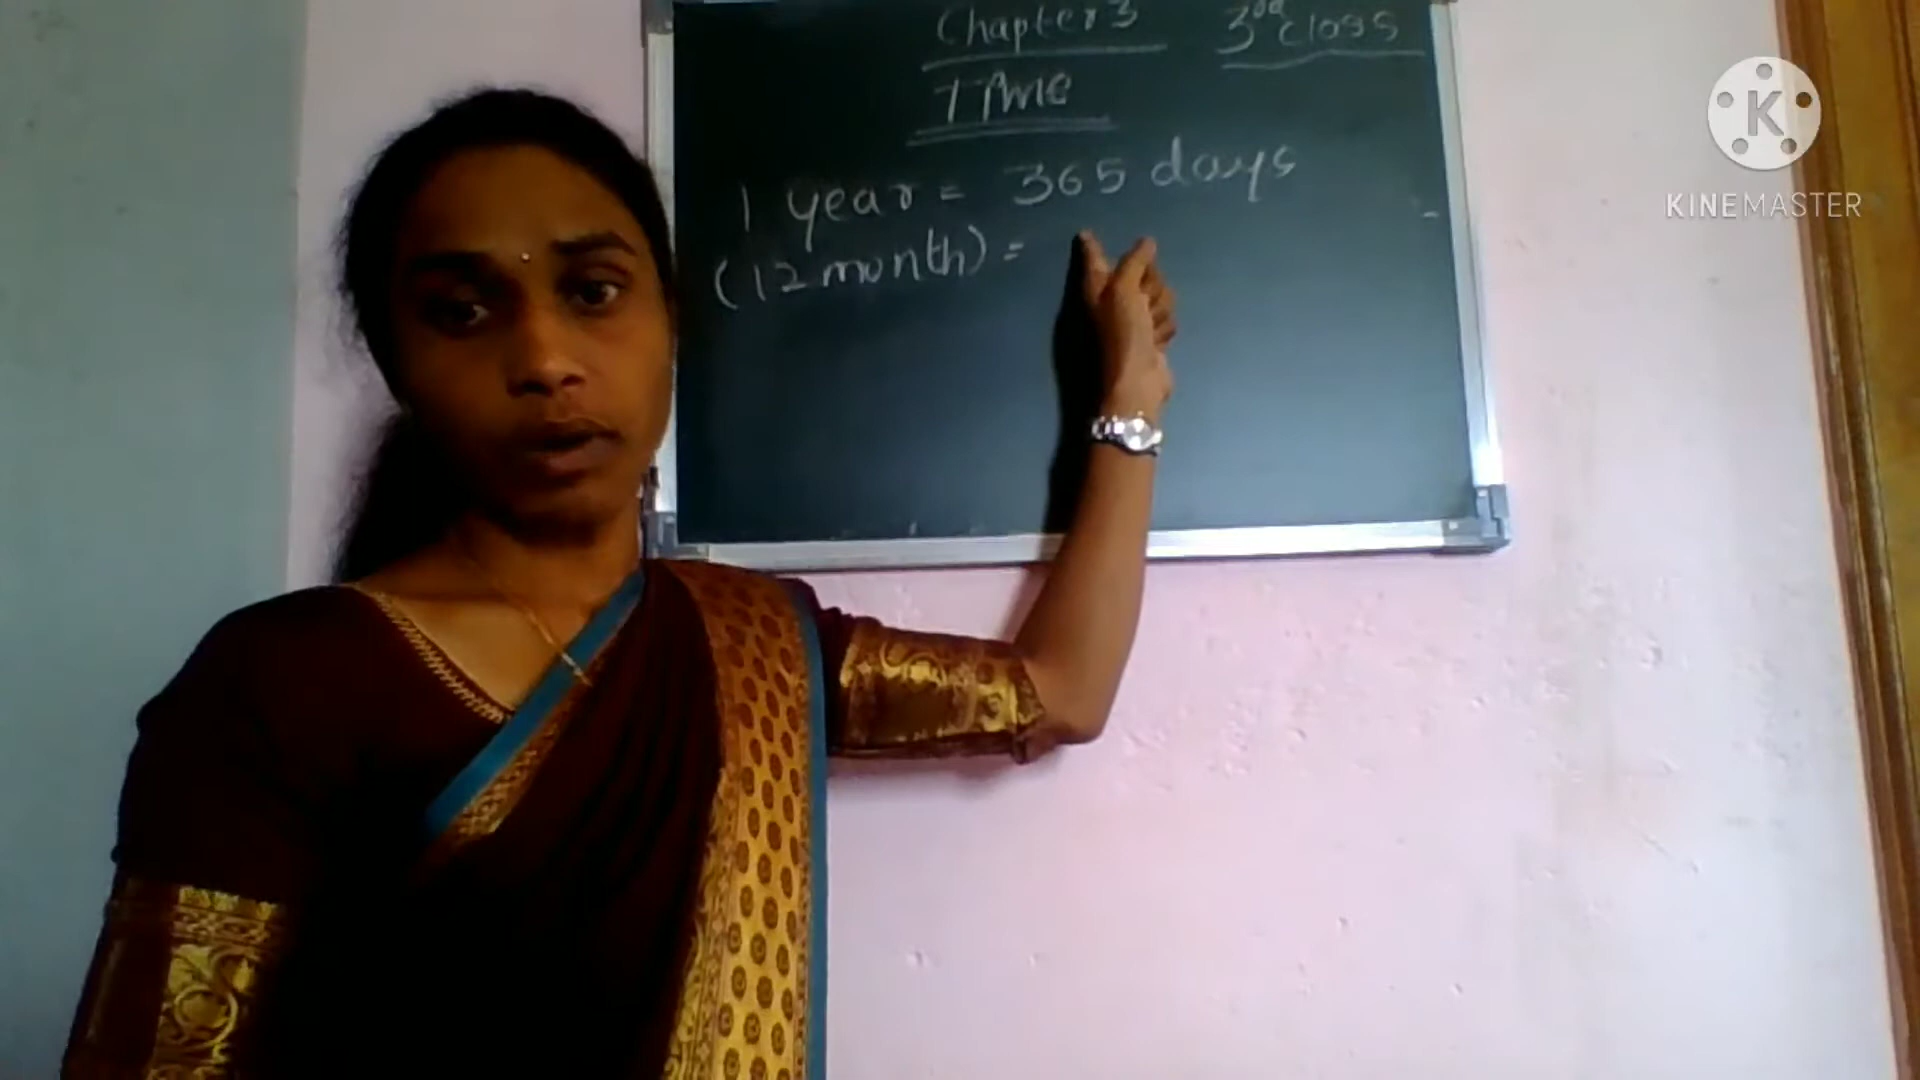 Chapter 3 3rd class
TIME
1 year = 365 days
(12 month) =
K
KINEMASTER